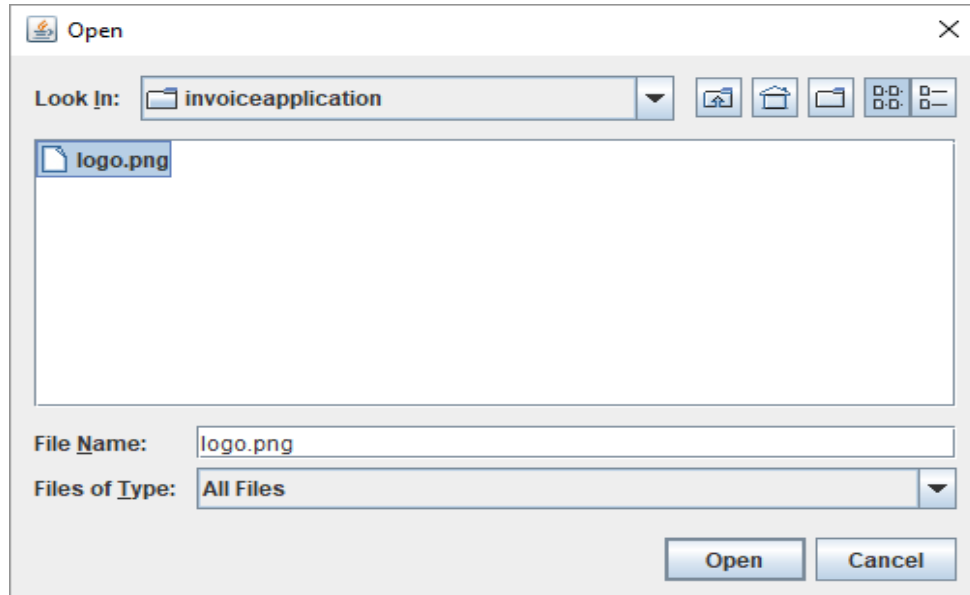 Open
Look In: invoiceapplication
logo.png
File Name: logo.png
Files of Type: All Files
Open Cancel